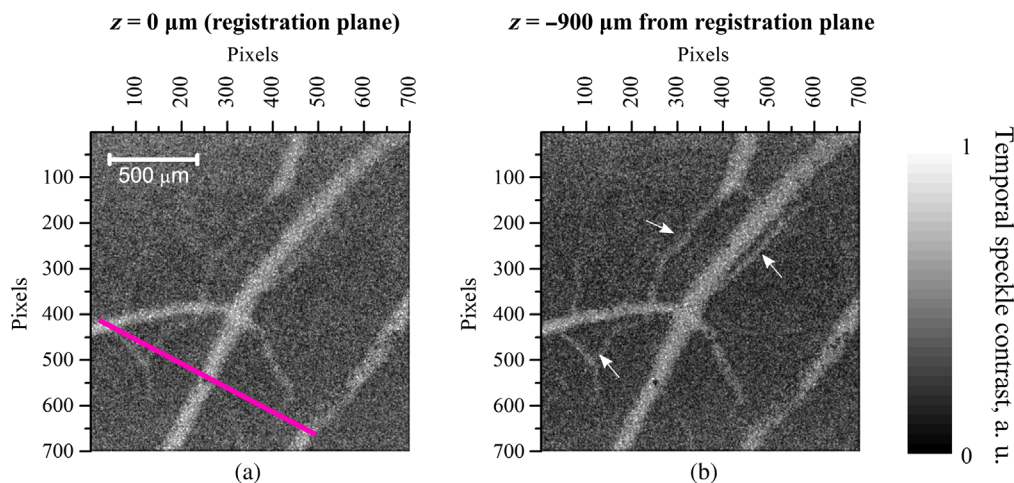 z = 0 μm (registration plane)
Pixels
100 200 300 400 500 600 700
Pixels
100
200
300
400
500
600
700
500 μm
(a)
z = –900 μm from registration plane
Pixels
100 200 300 400 500 600 700
Pixels
100
200
300
400
500
600
700
(b)
1
0
Temporal speckle contrast, a. u.